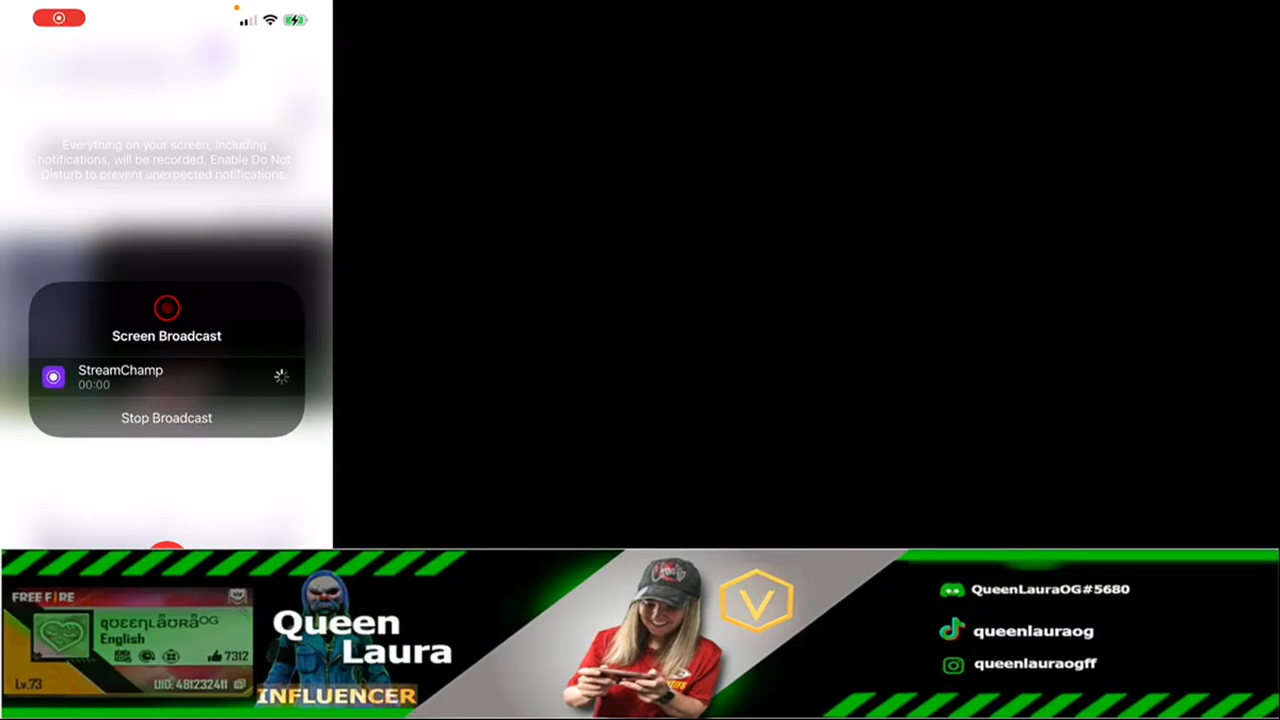 Everything on your screen, including
notifications, will be recorded. Enable Do Not
Disturb to prevent unexpected notifications.
Screen Broadcast
StreamChamp
00:00
Stop Broadcast
FREE FIRE
English
7312
Lv.73
UID: 481232411
Queen
Laura
INFLUENCER
V
QueenLauraOG#5680
queenlauraog
queenlauraogff